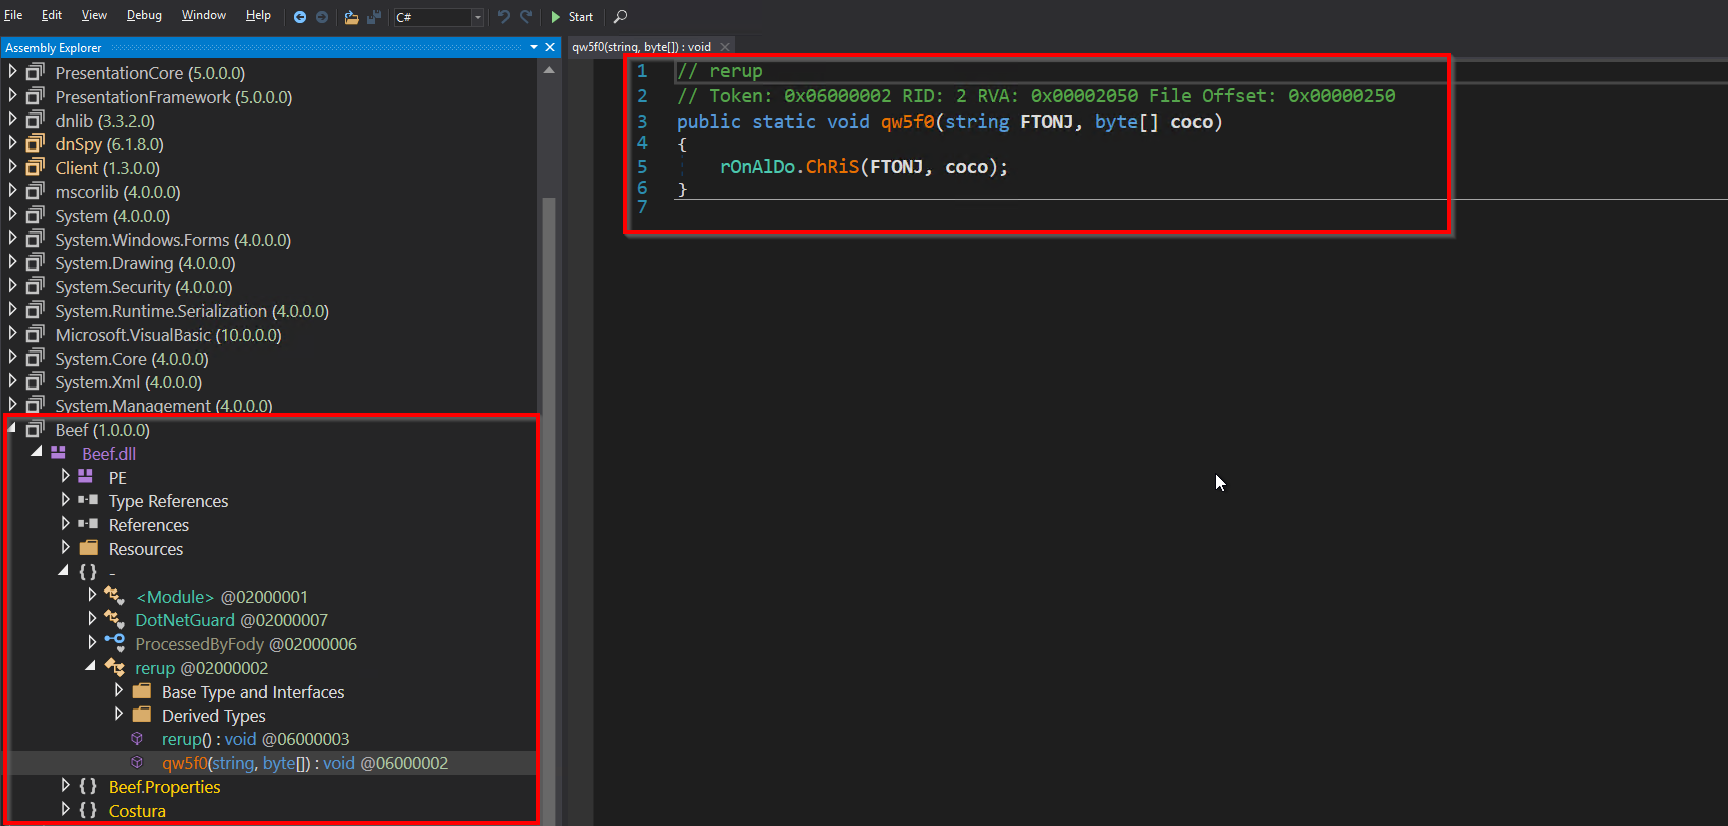 File Edit View Debug Window Help C# Start
Assembly Explorer
PresentationCore (5.0.0.0)
PresentationFramework (5.0.0.0)
dnlib (3.3.2.0)
dnSpy (6.1.8.0)
Client (1.3.0.0)
mscorlib (4.0.0.0)
System (4.0.0.0)
System.Windows.Forms (4.0.0.0)
System.Drawing (4.0.0.0)
System.Security (4.0.0.0)
System.Runtime.Serialization (4.0.0.0)
Microsoft.VisualBasic (10.0.0.0)
System.Core (4.0.0.0)
System.Xml (4.0.0.0)
System.Management (4.0.0.0)
Beef (1.0.0.0)
Beef.dll
PE
Type References
References
Resources
{ } -
<Module> @02000001
DotNetGuard @02000007
ProcessedByFody @02000006
rerup @02000002
Base Type and Interfaces
Derived Types
rerup() : void @06000003
qw5f0(string, byte[]) : void @06000002
{ } Beef.Properties
{ } Costura
qw5f0(string, byte[]) : void
1 // rerup
2 // Token: 0x06000002 RID: 2 RVA: 0x00002050 File Offset: 0x00000250
3 public static void qw5f0(string FTONJ, byte[] coco)
4 {
5 rOnAlDo.ChRiS(FTONJ, coco);
6 }
7